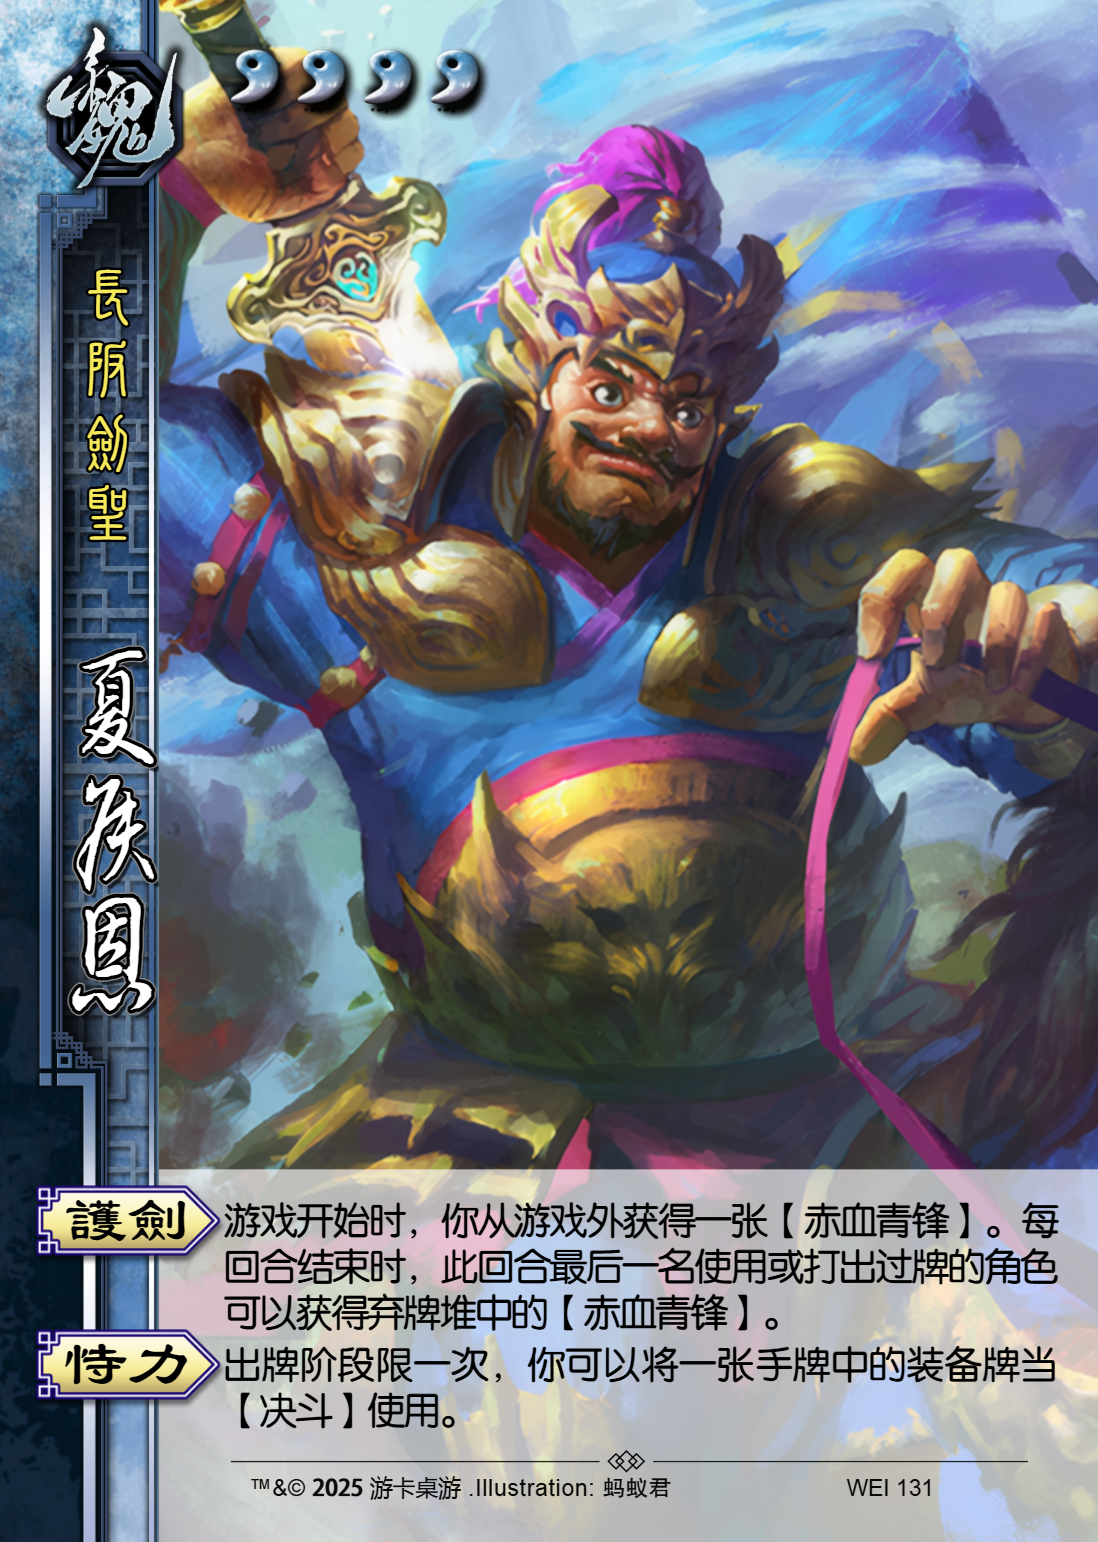 魏
長阪劍聖
夏侯恩
護劍
游戏开始时，你从游戏外获得一张【赤血青锋】。每
回合结束时，此回合最后一名使用或打出过牌的角色
可以获得弃牌堆中的【赤血青锋】。
恃力
出牌阶段限一次，你可以将一张手牌中的装备牌当
【决斗】使用。
™&© 2025 游卡桌游 .Illustration: 蚂蚁君
WEI 131